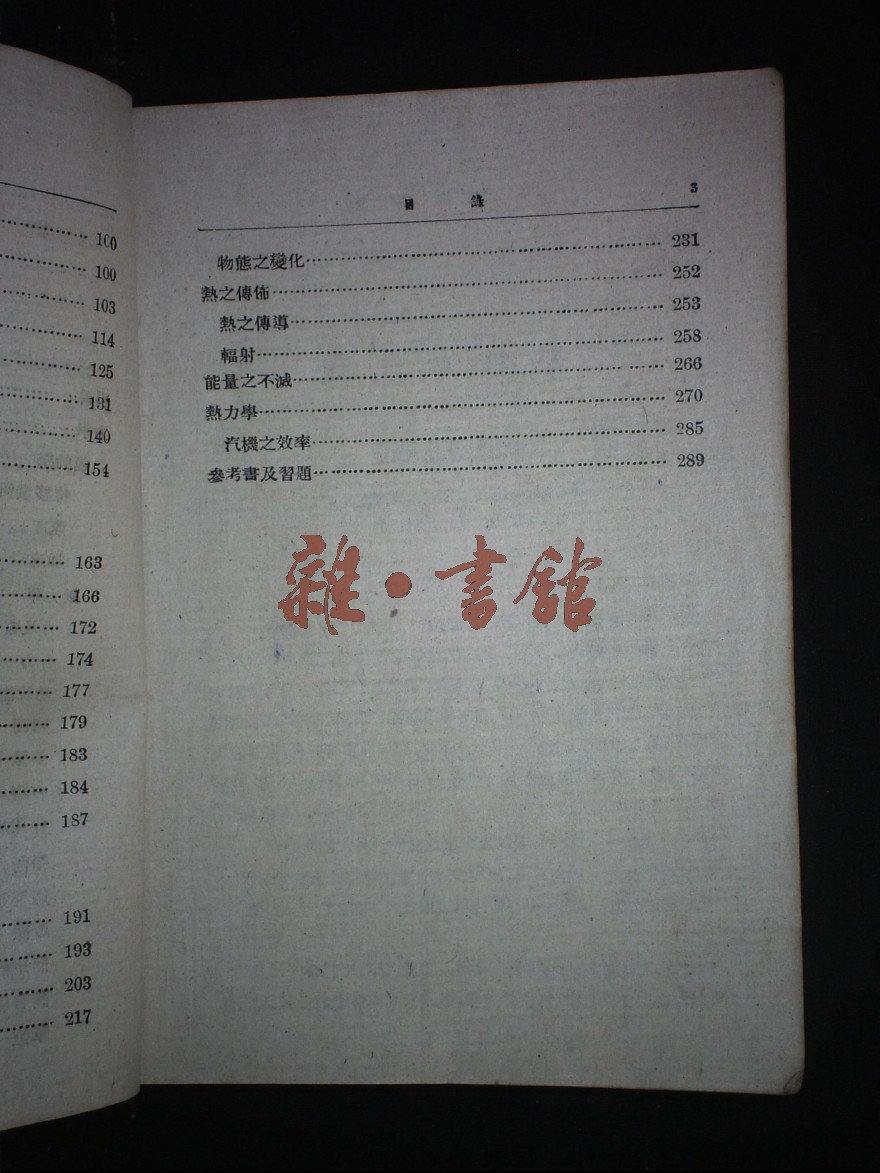 100
100
103
114
125
131
140
154
163
166
172
174
177
179
183
184
187
191
193
203
217
目 錄 3
物態之變化 231
熱之傳佈 252
熱之傳導 253
輻射 258
能量之不滅 266
熱力學 270
汽機之效率 285
參考書及習題 289
雜·書館